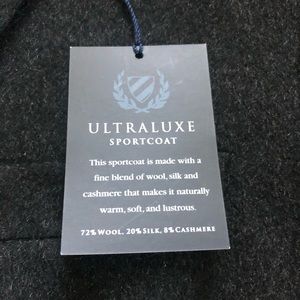 ULTRALUXE
SPORTCOAT
This sportcoat is made with a
fine blend of wool, silk and
cashmere that makes it naturally
warm, soft, and lustrous.
72% WOOL, 20% SILK, 8% CASHMERE